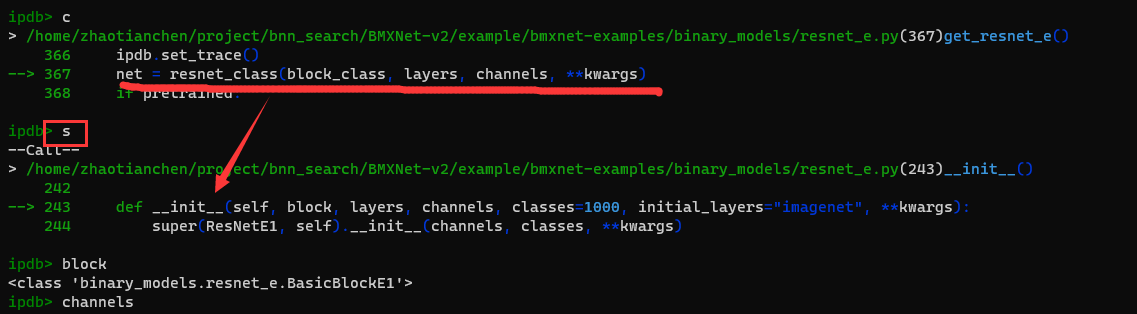 ipdb> c
> /home/zhaotianchen/project/bnn_search/BMXNet-v2/example/bmxnet-examples/binary_models/resnet_e.py(367)get_resnet_e()
    366     ipdb.set_trace()
--> 367     net = resnet_class(block_class, layers, channels, **kwargs)
    368     if pretrained:
ipdb> s
--Call--
> /home/zhaotianchen/project/bnn_search/BMXNet-v2/example/bmxnet-examples/binary_models/resnet_e.py(243)__init__()
    242
--> 243     def __init__(self, block, layers, channels, classes=1000, initial_layers="imagenet", **kwargs):
    244         super(ResNetE1, self).__init__(channels, classes, **kwargs)
ipdb> block
<class 'binary_models.resnet_e.BasicBlockE1'>
ipdb> channels